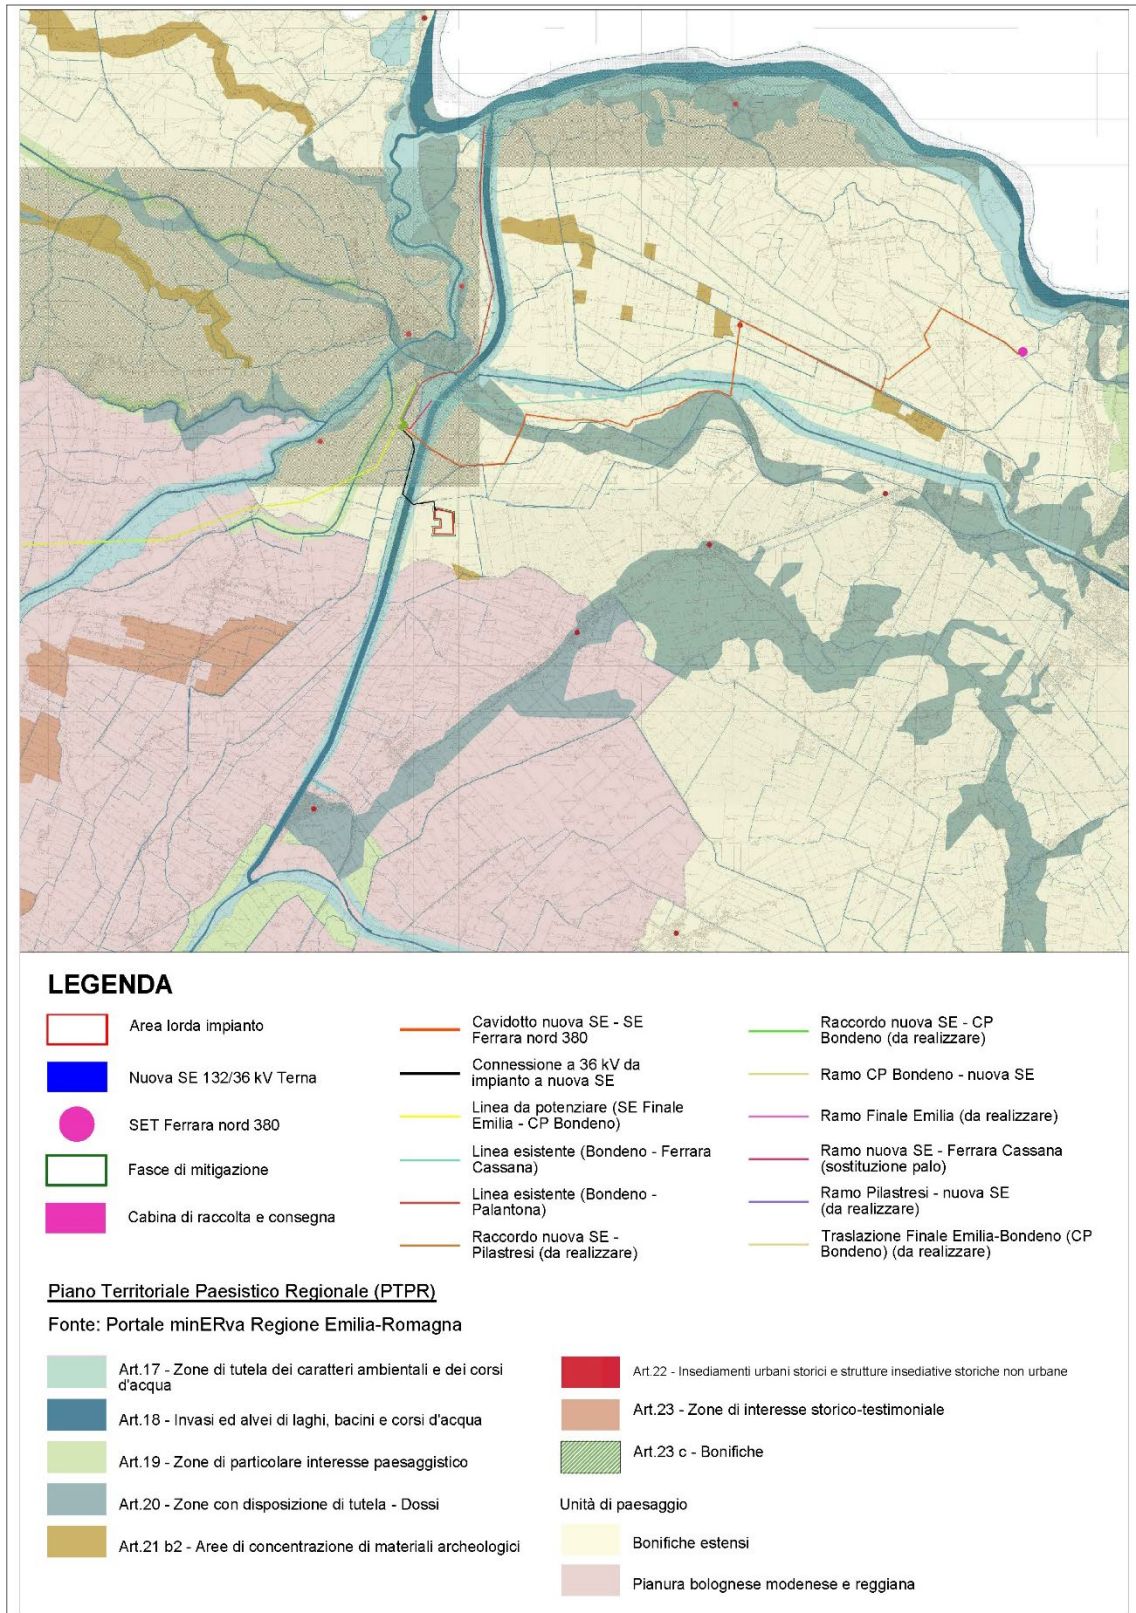 LEGENDA
Area lorda impianto
Nuova SE 132/36 kV Terna
SET Ferrara nord 380
Fasce di mitigazione
Cabina di raccolta e consegna
Cavidotto nuova SE - SE
Ferrara nord 380
Connessione a 36 kV da
impianto a nuova SE
Linea da potenziare (SE Finale
Emilia - CP Bondeno)
Linea esistente (Bondeno - Ferrara
Cassana)
Linea esistente (Bondeno -
Palantona)
Raccordo nuova SE -
Pilastresi (da realizzare)
Raccordo nuova SE - CP
Bondeno (da realizzare)
Ramo CP Bondeno - nuova SE
Ramo Finale Emilia (da realizzare)
Ramo nuova SE - Ferrara Cassana
(sostituzione palo)
Ramo Pilastresi - nuova SE
(da realizzare)
Traslazione Finale Emilia-Bondeno (CP
Bondeno) (da realizzare)
Piano Territoriale Paesistico Regionale (PTPR)
Fonte: Portale minERva Regione Emilia-Romagna
Art.17 - Zone di tutela dei caratteri ambientali e dei corsi
d'acqua
Art.18 - Invasi ed alvei di laghi, bacini e corsi d'acqua
Art.19 - Zone di particolare interesse paesaggistico
Art.20 - Zone con disposizione di tutela - Dossi
Art.21 b2 - Aree di concentrazione di materiali archeologici
Art.22 - Insediamenti urbani storici e strutture insediative storiche non urbane
Art.23 - Zone di interesse storico-testimoniale
Art.23 c - Bonifiche
Unità di paesaggio
Bonifiche estensi
Pianura bolognese modenese e reggiana